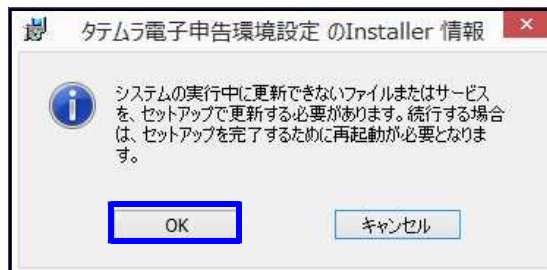 タテムラ電子申告環境設定 のInstaller 情報
システムの実行中に更新できないファイルまたはサービス
を、セットアップで更新する必要があります。続行する場合
は、セットアップを完了するために再起動が必要となりま
す。
OK
キャンセル